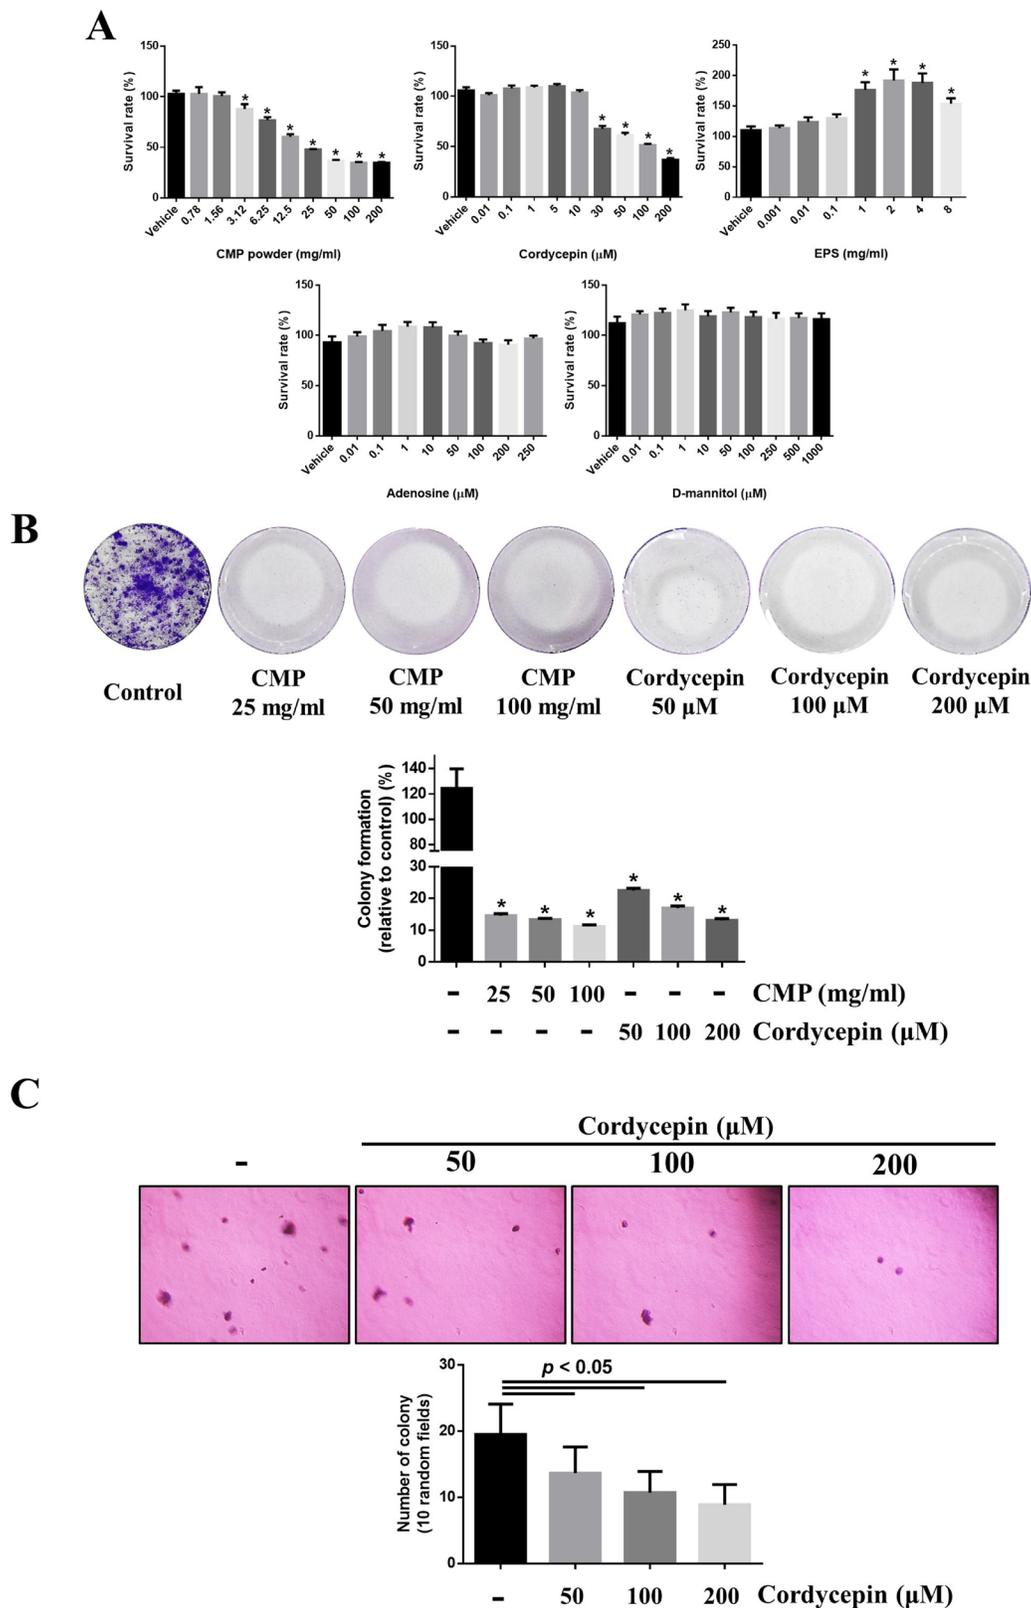 A
150
100
50
0
Survival rate (%)
Vehicle 0.78 1.56 3.12 6.25 12.5 25 50 100 200
* * * * * * *
CMP powder (mg/ml)
150
100
50
0
Survival rate (%)
Vehicle 0.01 0.1 1 5 10 30 50 100 200
* * * *
Cordycepin (μM)
250
200
150
100
50
0
Survival rate (%)
Vehicle 0.001 0.01 0.1 1 2 4 8
* * * *
EPS (mg/ml)
150
100
50
0
Survival rate (%)
Vehicle 0.01 0.1 1 10 50 100 200 250
Adenosine (μM)
150
100
50
0
Survival rate (%)
Vehicle 0.01 0.1 1 10 50 100 250 500 1000
D-mannitol (μM)
B
Control
CMP
25 mg/ml
CMP
50 mg/ml
CMP
100 mg/ml
Cordycepin
50 μM
Cordycepin
100 μM
Cordycepin
200 μM
Colony formation
(relative to control) (%)
140
120
100
80
30
20
10
0
* * * * * *
- 25 50 100 - - - CMP (mg/ml)
- - - - 50 100 200 Cordycepin (μM)
C
Cordycepin (μM)
- 50 100 200
Number of colony
(10 random fields)
30
20
10
0
p < 0.05
- 50 100 200 Cordycepin (μM)